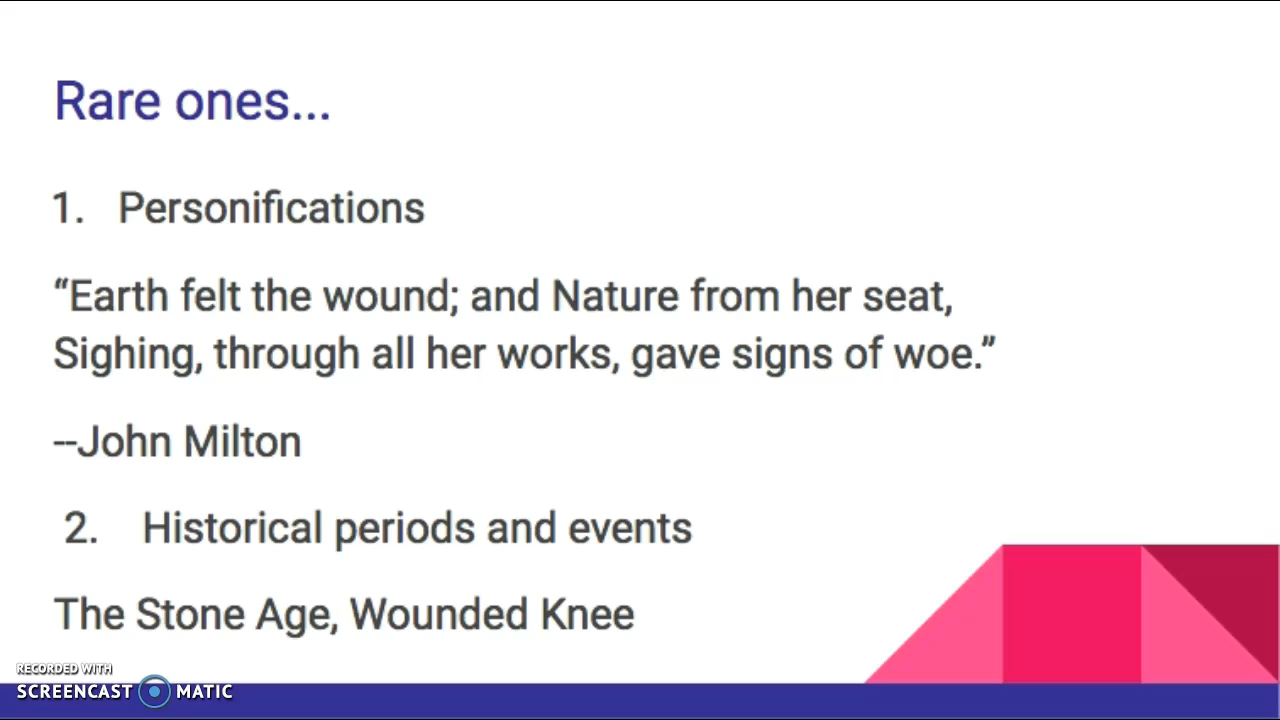 Rare ones...
1. Personifications
“Earth felt the wound; and Nature from her seat,
Sighing, through all her works, gave signs of woe.”
--John Milton
2. Historical periods and events
The Stone Age, Wounded Knee
RECORDED WITH
SCREENCAST MATIC